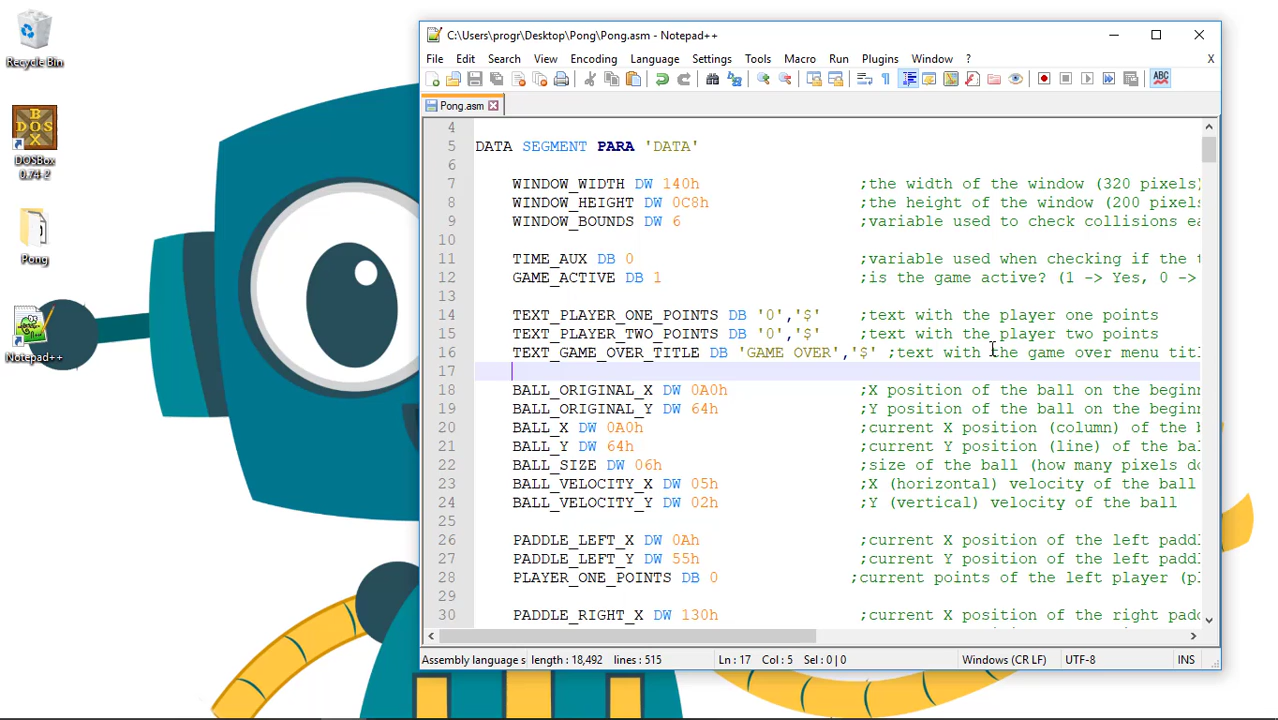 Recycle Bin
DOSBox
0.74-2
Pong
Notepad++
C:\Users\progr\Desktop\Pong\Pong.asm - Notepad++
File Edit Search View Encoding Language Settings Tools Macro Run Plugins Window ? X
Pong.asm
4
5 DATA SEGMENT PARA 'DATA'
6
7 WINDOW_WIDTH DW 140h ;the width of the window (320 pixels)
8 WINDOW_HEIGHT DW 0C8h ;the height of the window (200 pixels
9 WINDOW_BOUNDS DW 6 ;variable used to check collisions ea
10
11 TIME_AUX DB 0 ;variable used when checking if the t
12 GAME_ACTIVE DB 1 ;is the game active? (1 -> Yes, 0 ->
13
14 TEXT_PLAYER_ONE_POINTS DB '0','$' ;text with the player one points
15 TEXT_PLAYER_TWO_POINTS DB '0','$' ;text with the player two points
16 TEXT_GAME_OVER_TITLE DB 'GAME OVER','$' ;text with the game over menu titl
17
18 BALL_ORIGINAL_X DW 0A0h ;X position of the ball on the beginn
19 BALL_ORIGINAL_Y DW 64h ;Y position of the ball on the beginn
20 BALL_X DW 0A0h ;current X position (column) of the b
21 BALL_Y DW 64h ;current Y position (line) of the bal
22 BALL_SIZE DW 06h ;size of the ball (how many pixels do
23 BALL_VELOCITY_X DW 05h ;X (horizontal) velocity of the ball
24 BALL_VELOCITY_Y DW 02h ;Y (vertical) velocity of the ball
25
26 PADDLE_LEFT_X DW 0Ah ;current X position of the left paddl
27 PADDLE_LEFT_Y DW 55h ;current Y position of the left paddl
28 PLAYER_ONE_POINTS DB 0 ;current points of the left player (pl
29
30 PADDLE_RIGHT_X DW 130h ;current X position of the right padd
Assembly language s length : 18,492 lines : 515 Ln : 17 Col : 5 Sel : 0 | 0 Windows (CR LF) UTF-8 INS